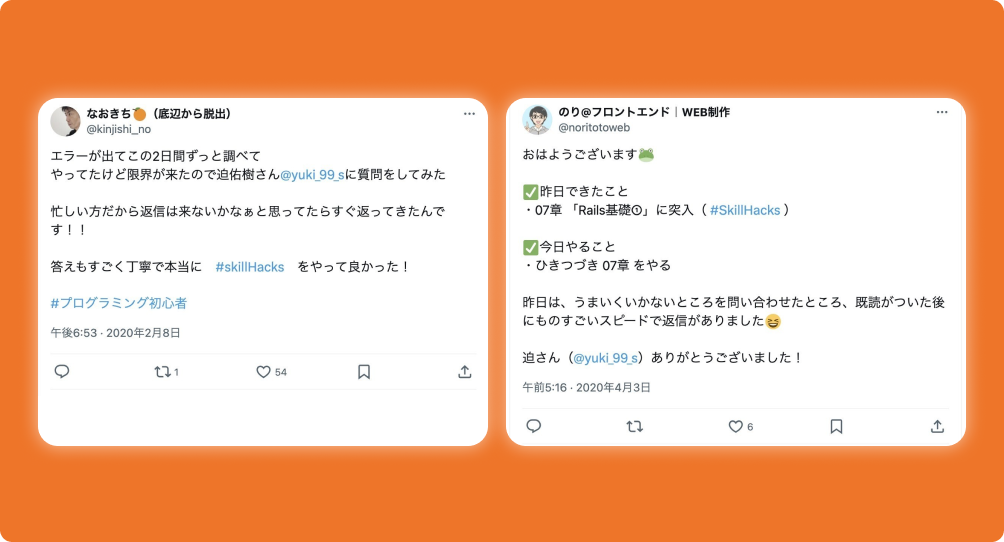 なおきち🍊（底辺から脱出）
@kinjishi_no
エラーが出てこの2日間ずっと調べて
やってたけど限界が来たので迫佑樹さん@yuki_99_sに質問をしてみた
忙しい方だから返信は来ないかなぁと思ってたらすぐ返ってきたんで
す！！
答えもすごく丁寧で本当に　#skillHacks　をやって良かった！
#プログラミング初心者
午後6:53 · 2020年2月8日
1
54
のり@フロントエンド｜WEB制作
@noritotoweb
おはようございます🐸
✅昨日できたこと
・07章 「Rails基礎①」に突入（ #SkillHacks ）
✅今日やること
・ひきつづき 07章 をやる
昨日は、うまいくいかないところを問い合わせたところ、既読がついた後
にものすごいスピードで返信がありました😆
迫さん（@yuki_99_s）ありがとうございました！
午前5:16 · 2020年4月3日
6